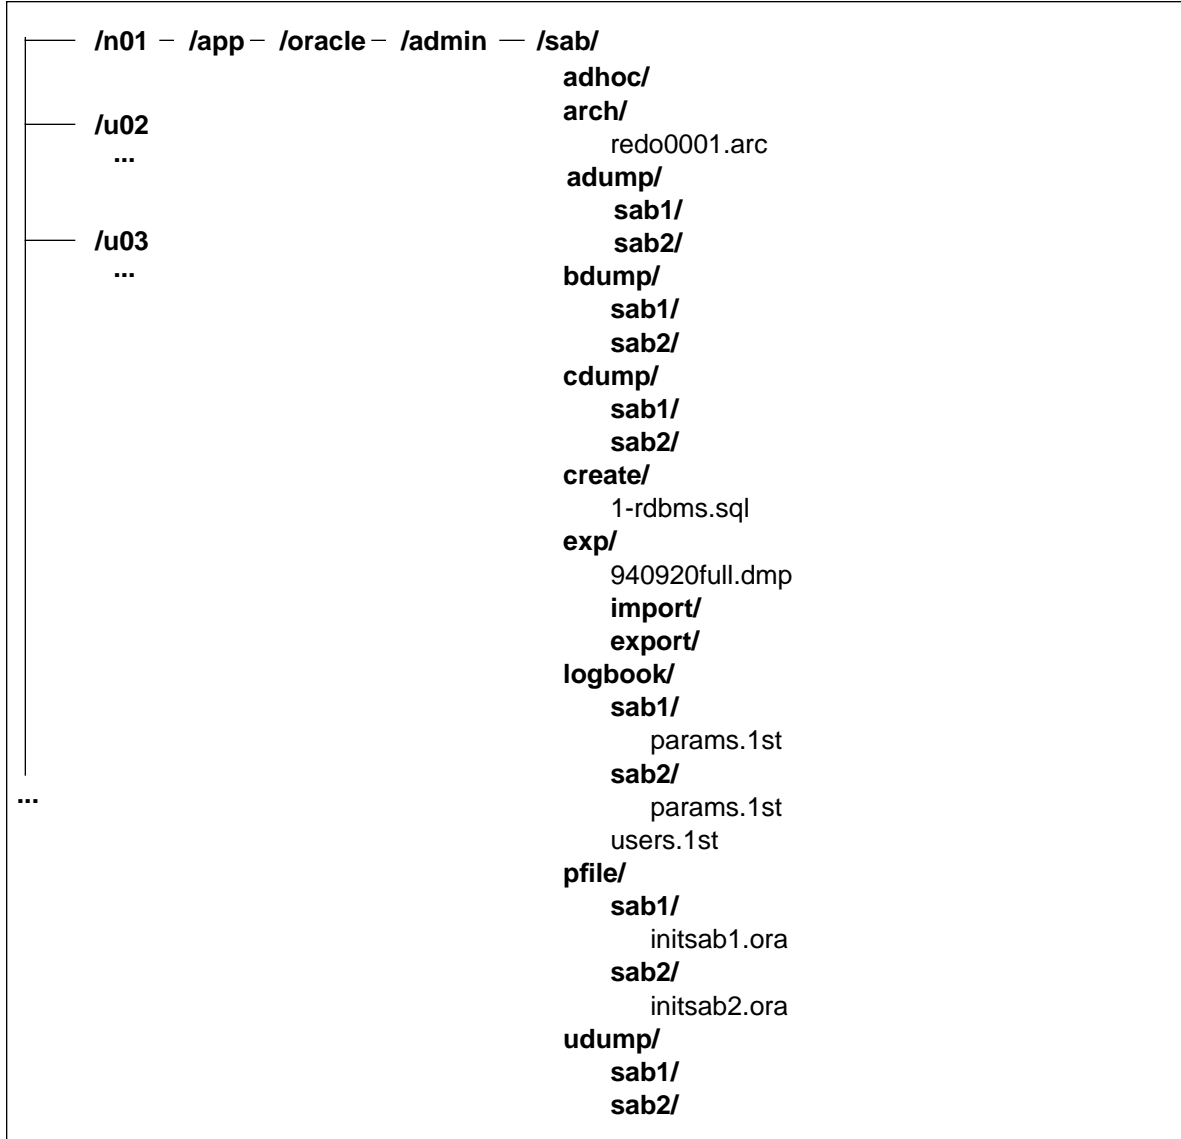 /n01 – /app – /oracle – /admin — /sab/
adhoc/
arch/
/u02
redo0001.arc
...
adump/
sab1/
/u03
sab2/
...
bdump/
sab1/
sab2/
cdump/
sab1/
sab2/
create/
1-rdbms.sql
exp/
940920full.dmp
import/
export/
logbook/
sab1/
params.1st
sab2/
...
params.1st
users.1st
pfile/
sab1/
initsab1.ora
sab2/
initsab2.ora
udump/
sab1/
sab2/